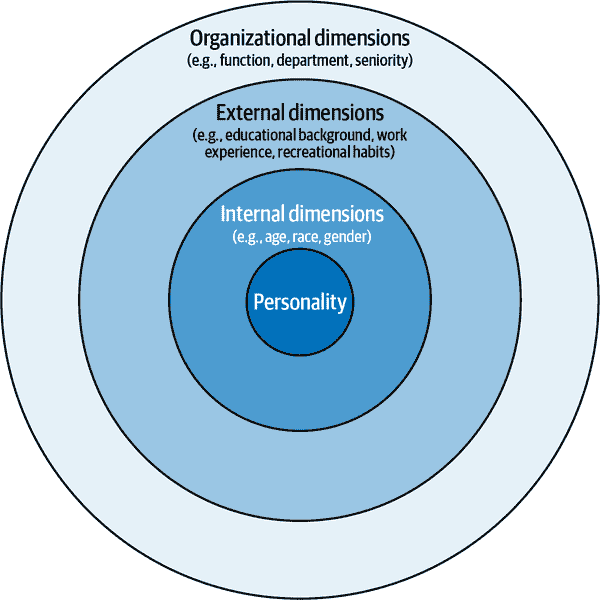 Organizational dimensions
(e.g., function, department, seniority)
External dimensions
(e.g., educational background, work
experience, recreational habits)
Internal dimensions
(e.g., age, race, gender)
Personality